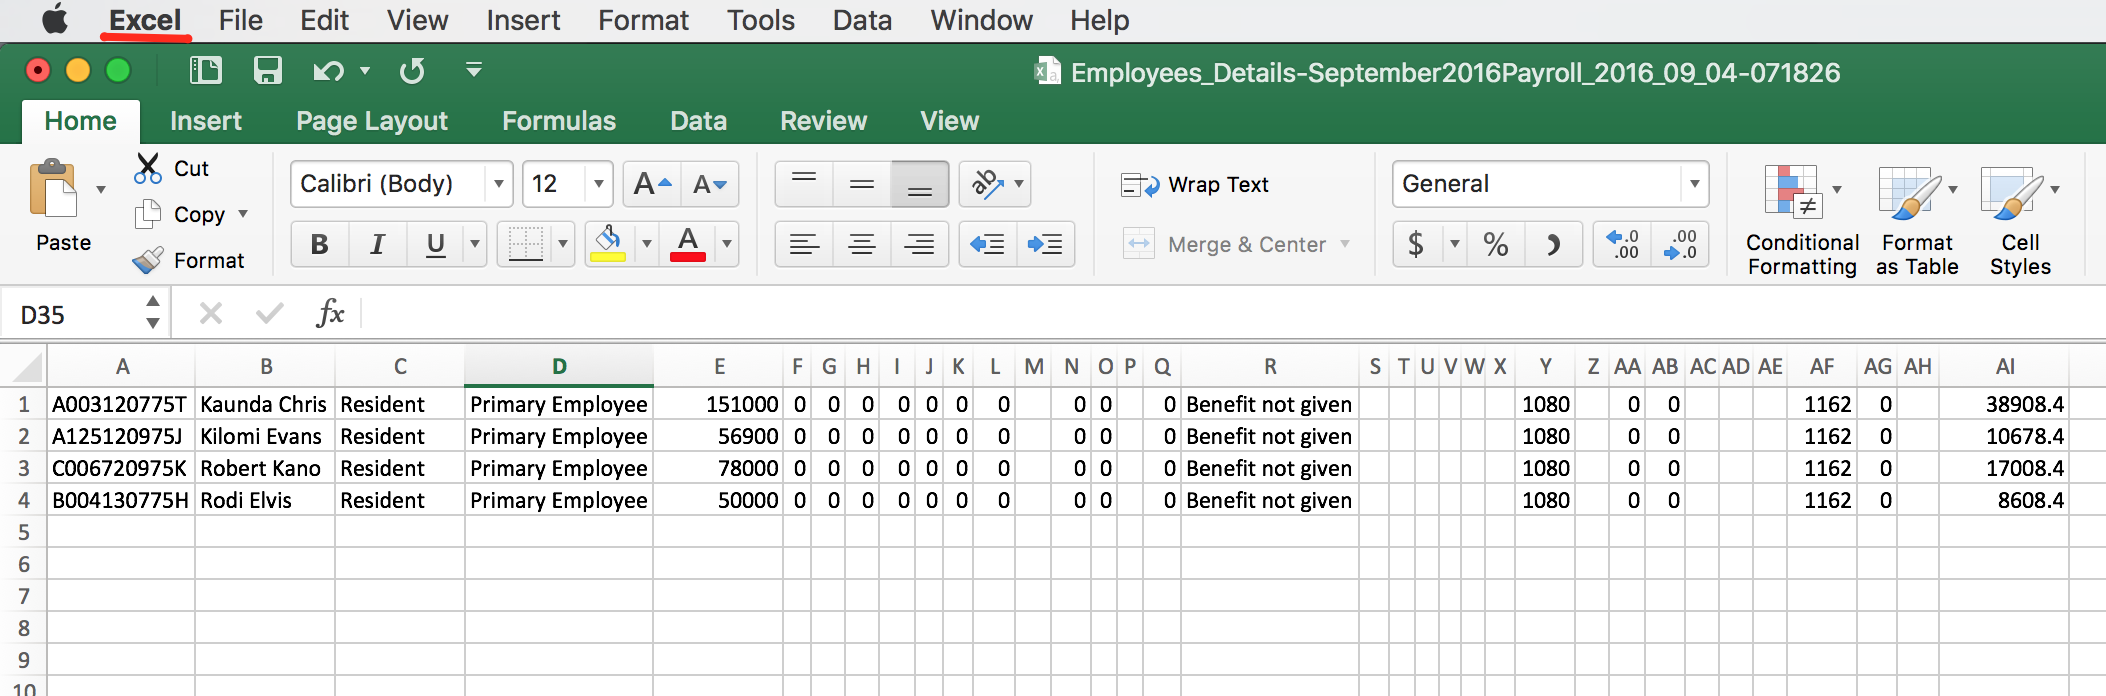 Excel File Edit View Insert Format Tools Data Window Help
Employees_Details-September2016Payroll_2016_09_04-071826
Home Insert Page Layout Formulas Data Review View
Paste
Cut
Copy
Format
Calibri (Body) 12 A A
B I U A
ab
Wrap Text
Merge & Center
General
$ % .0 .00 .00 .0
Conditional Formatting
Format as Table
Cell Styles
D35 fx
A B C D E F G H I J K L M N O P Q R S T U V W X Y Z AA AB AC AD AE AF AG AH AI
1 A003120775T Kaunda Chris Resident Primary Employee 151000 0 0 0 0 0 0 0 0 0 0 Benefit not given 1080 0 0 1162 0 38908.4
2 A125120975J Kilomi Evans Resident Primary Employee 56900 0 0 0 0 0 0 0 0 0 0 Benefit not given 1080 0 0 1162 0 10678.4
3 C006720975K Robert Kano Resident Primary Employee 78000 0 0 0 0 0 0 0 0 0 0 Benefit not given 1080 0 0 1162 0 17008.4
4 B004130775H Rodi Elvis Resident Primary Employee 50000 0 0 0 0 0 0 0 0 0 0 Benefit not given 1080 0 0 1162 0 8608.4
5
6
7
8
9
10